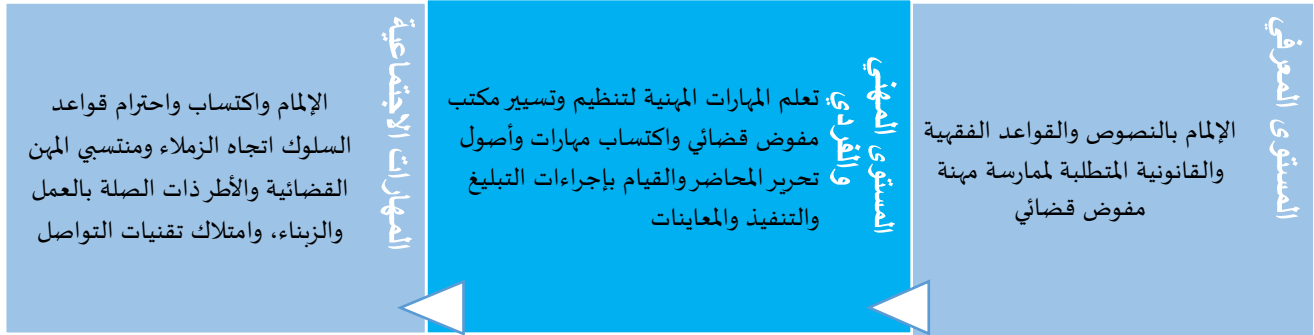 المستوى المعرفي
الإلمام بالنصوص والقواعد الفقهية
والقانونية المتطلبة لممارسة مهنة
مفوض قضائي
المستوى المهني
والفردي
تعلم المهارات المهنية لتنظيم وتسيير مكتب
مفوض قضائي واكتساب مهارات وأصول
تحرير المحاضر والقيام بإجراءات التبليغ
والتنفيذ والمعاينات
المهارات الاجتماعية
الإلمام واكتساب واحترام قواعد
السلوك اتجاه الزملاء ومنتسبي المهن
القضائية والأطر ذات الصلة بالعمل
والزبناء، وامتلاك تقنيات التواصل